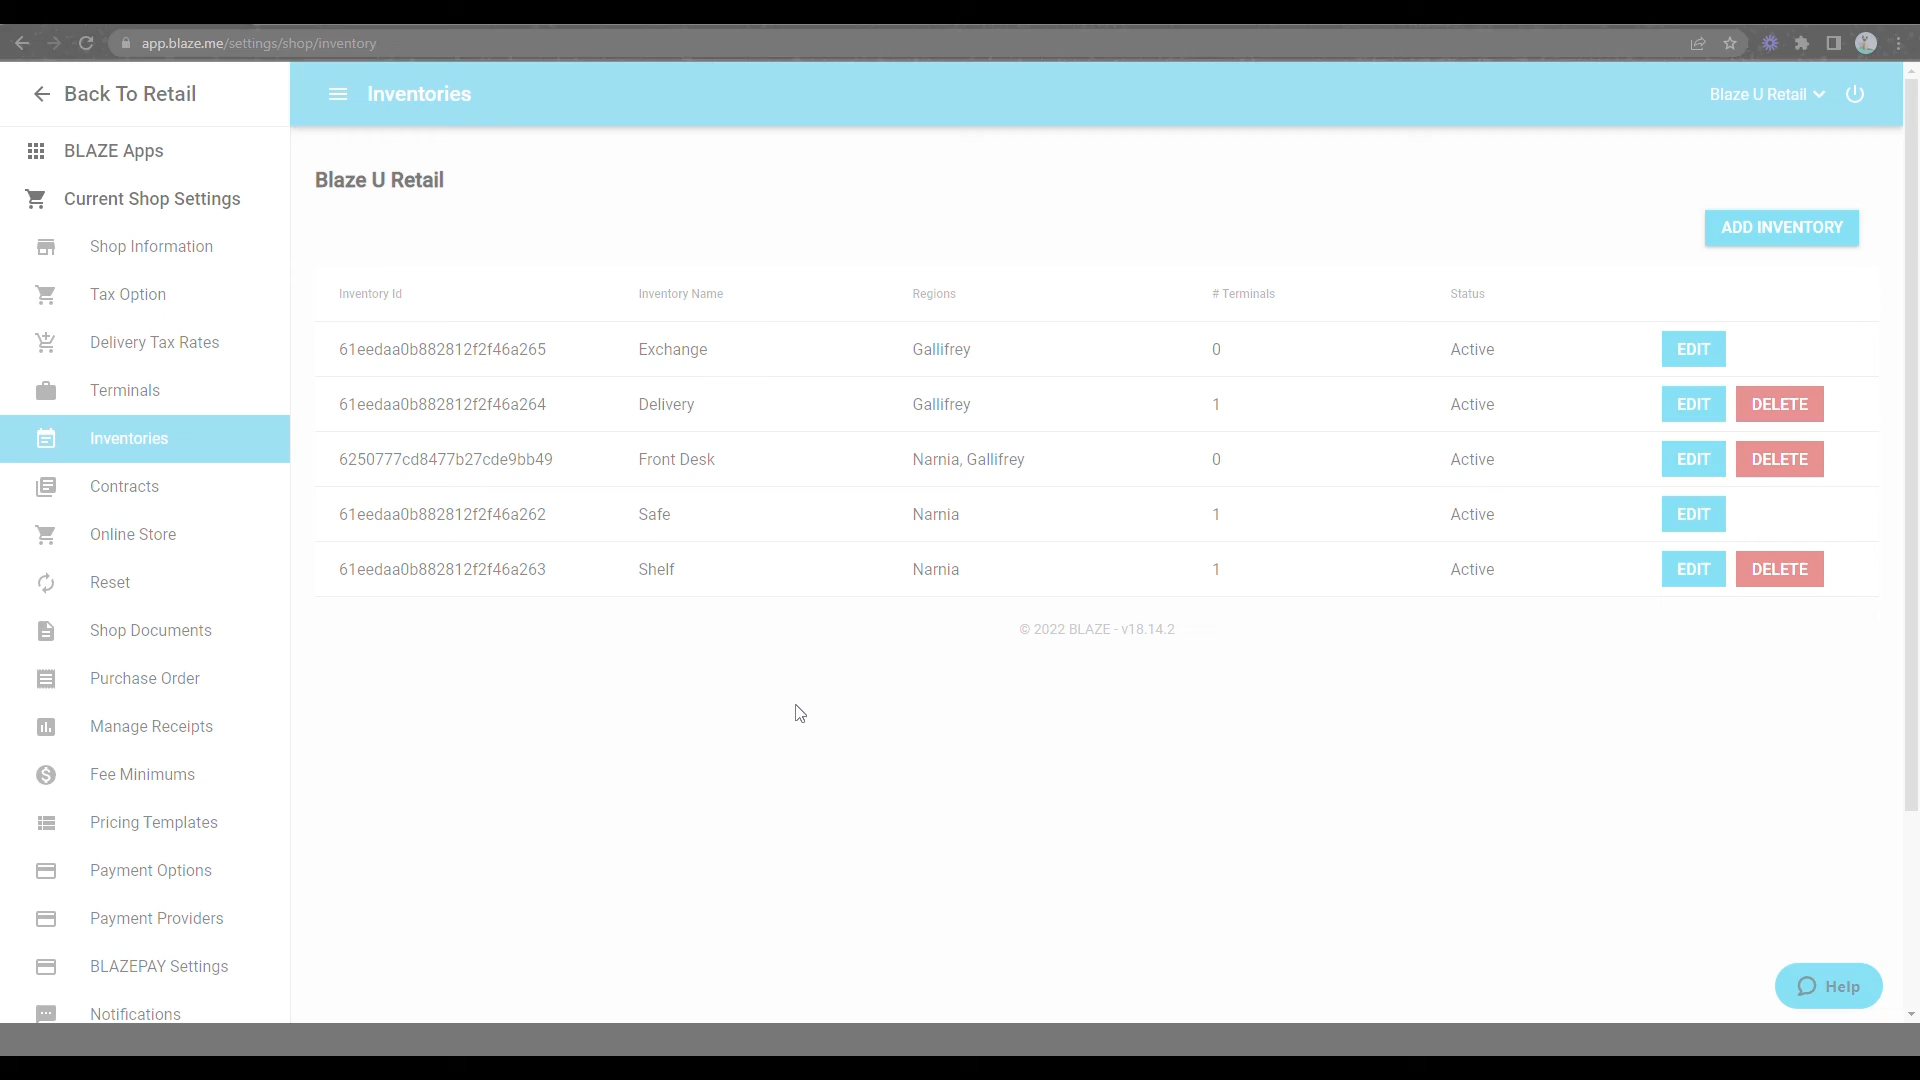 app.blaze.me/settings/shop/inventory
Back To Retail
Inventories
Blaze U Retail
BLAZE Apps
Current Shop Settings
Shop Information
Tax Option
Delivery Tax Rates
Terminals
Inventories
Contracts
Online Store
Reset
Shop Documents
Purchase Order
Manage Receipts
Fee Minimums
Pricing Templates
Payment Options
Payment Providers
BLAZEPAY Settings
Notifications
Blaze U Retail
ADD INVENTORY
Inventory Id Inventory Name Regions # Terminals Status
61eedaa0b882812f2f46a265 Exchange Gallifrey 0 Active EDIT
61eedaa0b882812f2f46a264 Delivery Gallifrey 1 Active EDIT DELETE
6250777cd8477b27cde9bb49 Front Desk Narnia, Gallifrey 0 Active EDIT DELETE
61eedaa0b882812f2f46a262 Safe Narnia 1 Active EDIT
61eedaa0b882812f2f46a263 Shelf Narnia 1 Active EDIT DELETE
© 2022 BLAZE - v18.14.2
Help